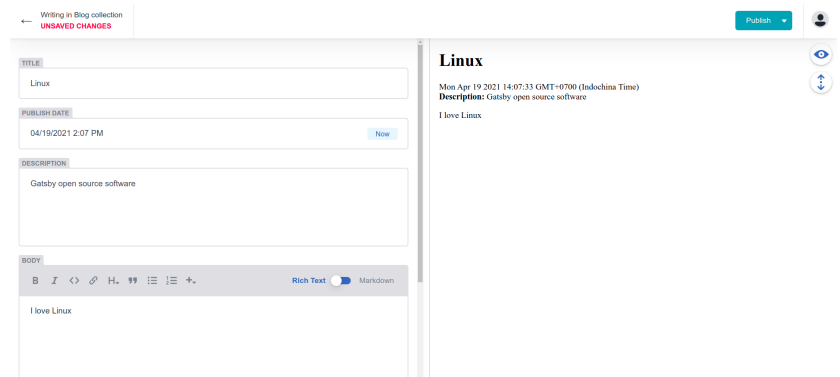 Writing in Blog collection
UNSAVED CHANGES
Publish
TITLE
Linux
PUBLISH DATE
04/19/2021 2:07 PM
Now
DESCRIPTION
Gatsby open source software
BODY
B I <> H Rich Text Markdown
I love Linux
Linux
Mon Apr 19 2021 14:07:33 GMT+0700 (Indochina Time)
Description: Gatsby open source software
I love Linux